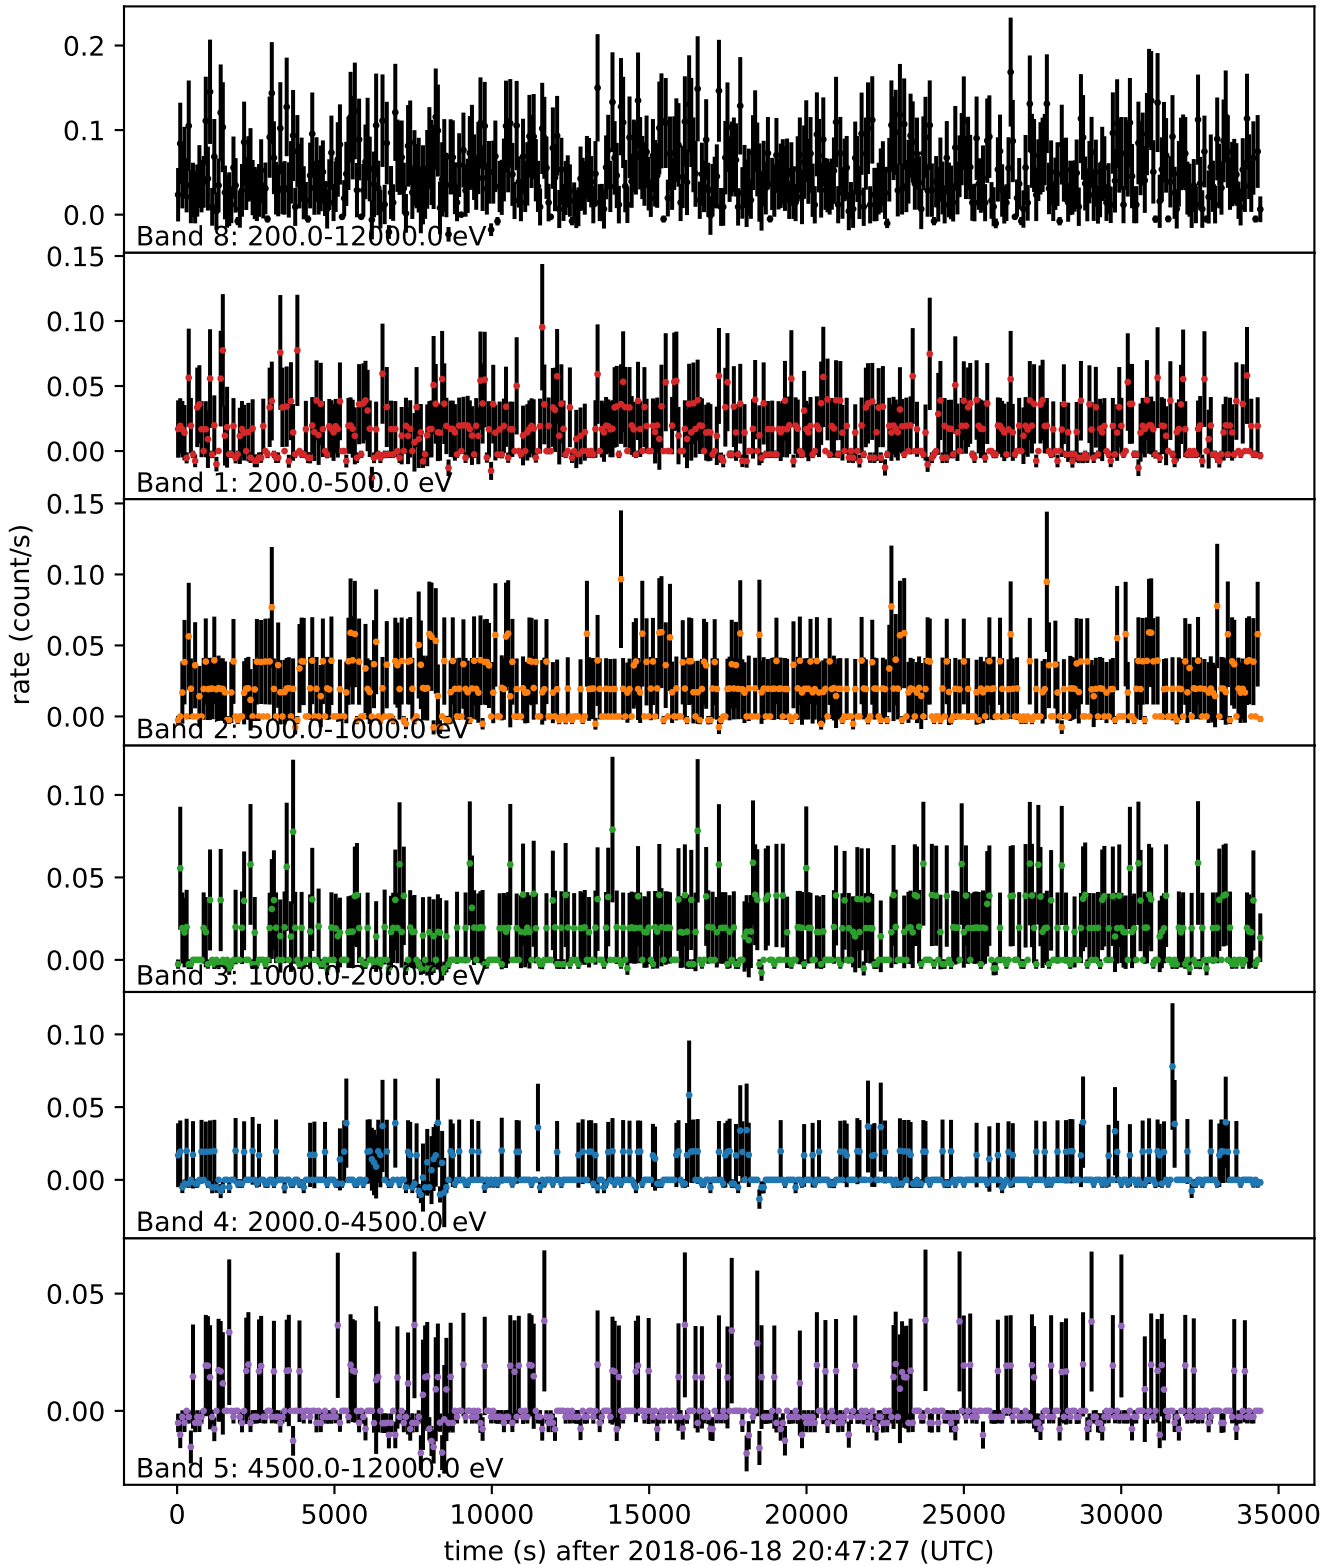 0.2
0.1
0.0
Band 8: 200.0-12000.0 eV
0.15
0.10
0.05
0.00
Band 1: 200.0-500.0 eV
0.15
0.10
0.05
0.00
Band 2: 500.0-1000.0 eV
rate (count/s)
0.10
0.05
0.00
Band 3: 1000.0-2000.0 eV
0.10
0.05
0.00
Band 4: 2000.0-4500.0 eV
0.05
0.00
Band 5: 4500.0-12000.0 eV
0 5000 10000 15000 20000 25000 30000 35000
time (s) after 2018-06-18 20:47:27 (UTC)